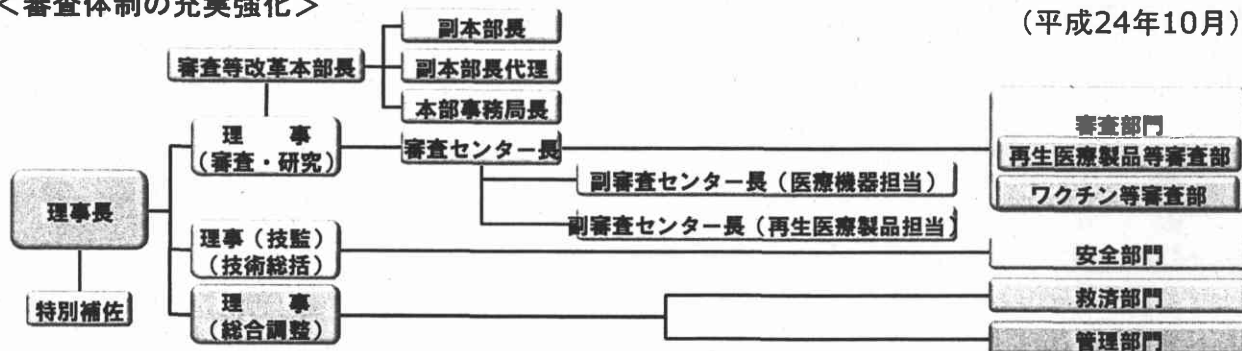 ＜審査体制の充実強化＞
(平成24年10月)
副本部長
審査等改革本部長
副本部長代理
本部事務局長
理　事
(審査・研究)
審査センター長
審査部門
再生医療製品等審査部
ワクチン等審査部
副審査センター長(医療機器担当)
副審査センター長(再生医療製品担当)
理事長
特別補佐
理事(技監)
(技術総括)
安全部門
理　事
(総合調整)
救済部門
管理部門